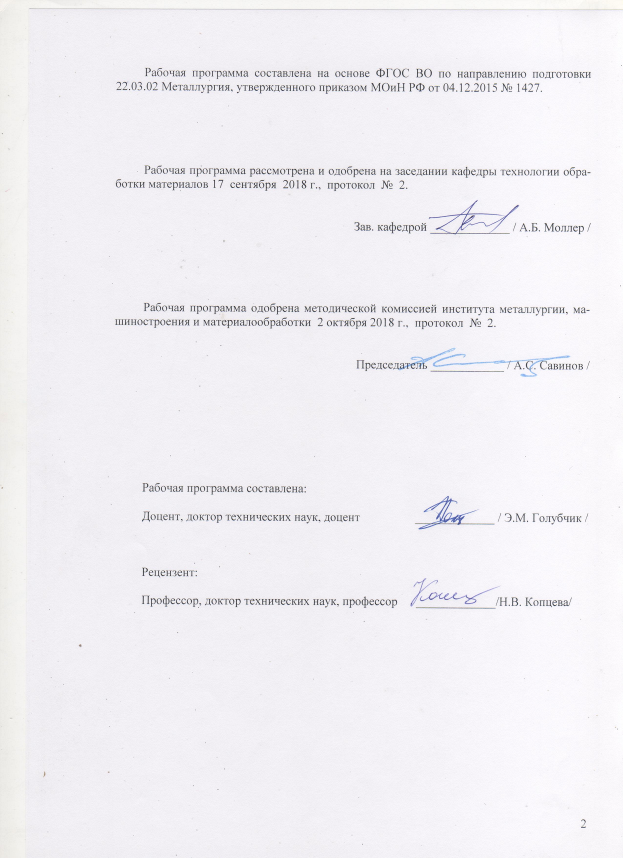 Рабочая программа составлена на основе ФГОС ВО по направлению подготовки
22.03.02 Металлургия, утвержденного приказом МОиН РФ от 04.12.2015 № 1427.
Рабочая программа рассмотрена и одобрена на заседании кафедры технологии обра-
ботки материалов 17 сентября 2018 г., протокол № 2.
Зав. кафедрой _____________ / А.Б. Моллер /
Рабочая программа одобрена методической комиссией института металлургии, ма-
шиностроения и материалообработки 2 октября 2018 г., протокол № 2.
Председатель ____________ / А.С. Савинов /
Рабочая программа составлена:
Доцент, доктор технических наук, доцент _____________ / Э.М. Голубчик /
Рецензент:
Профессор, доктор технических наук, профессор _____________/Н.В. Копцева/
2